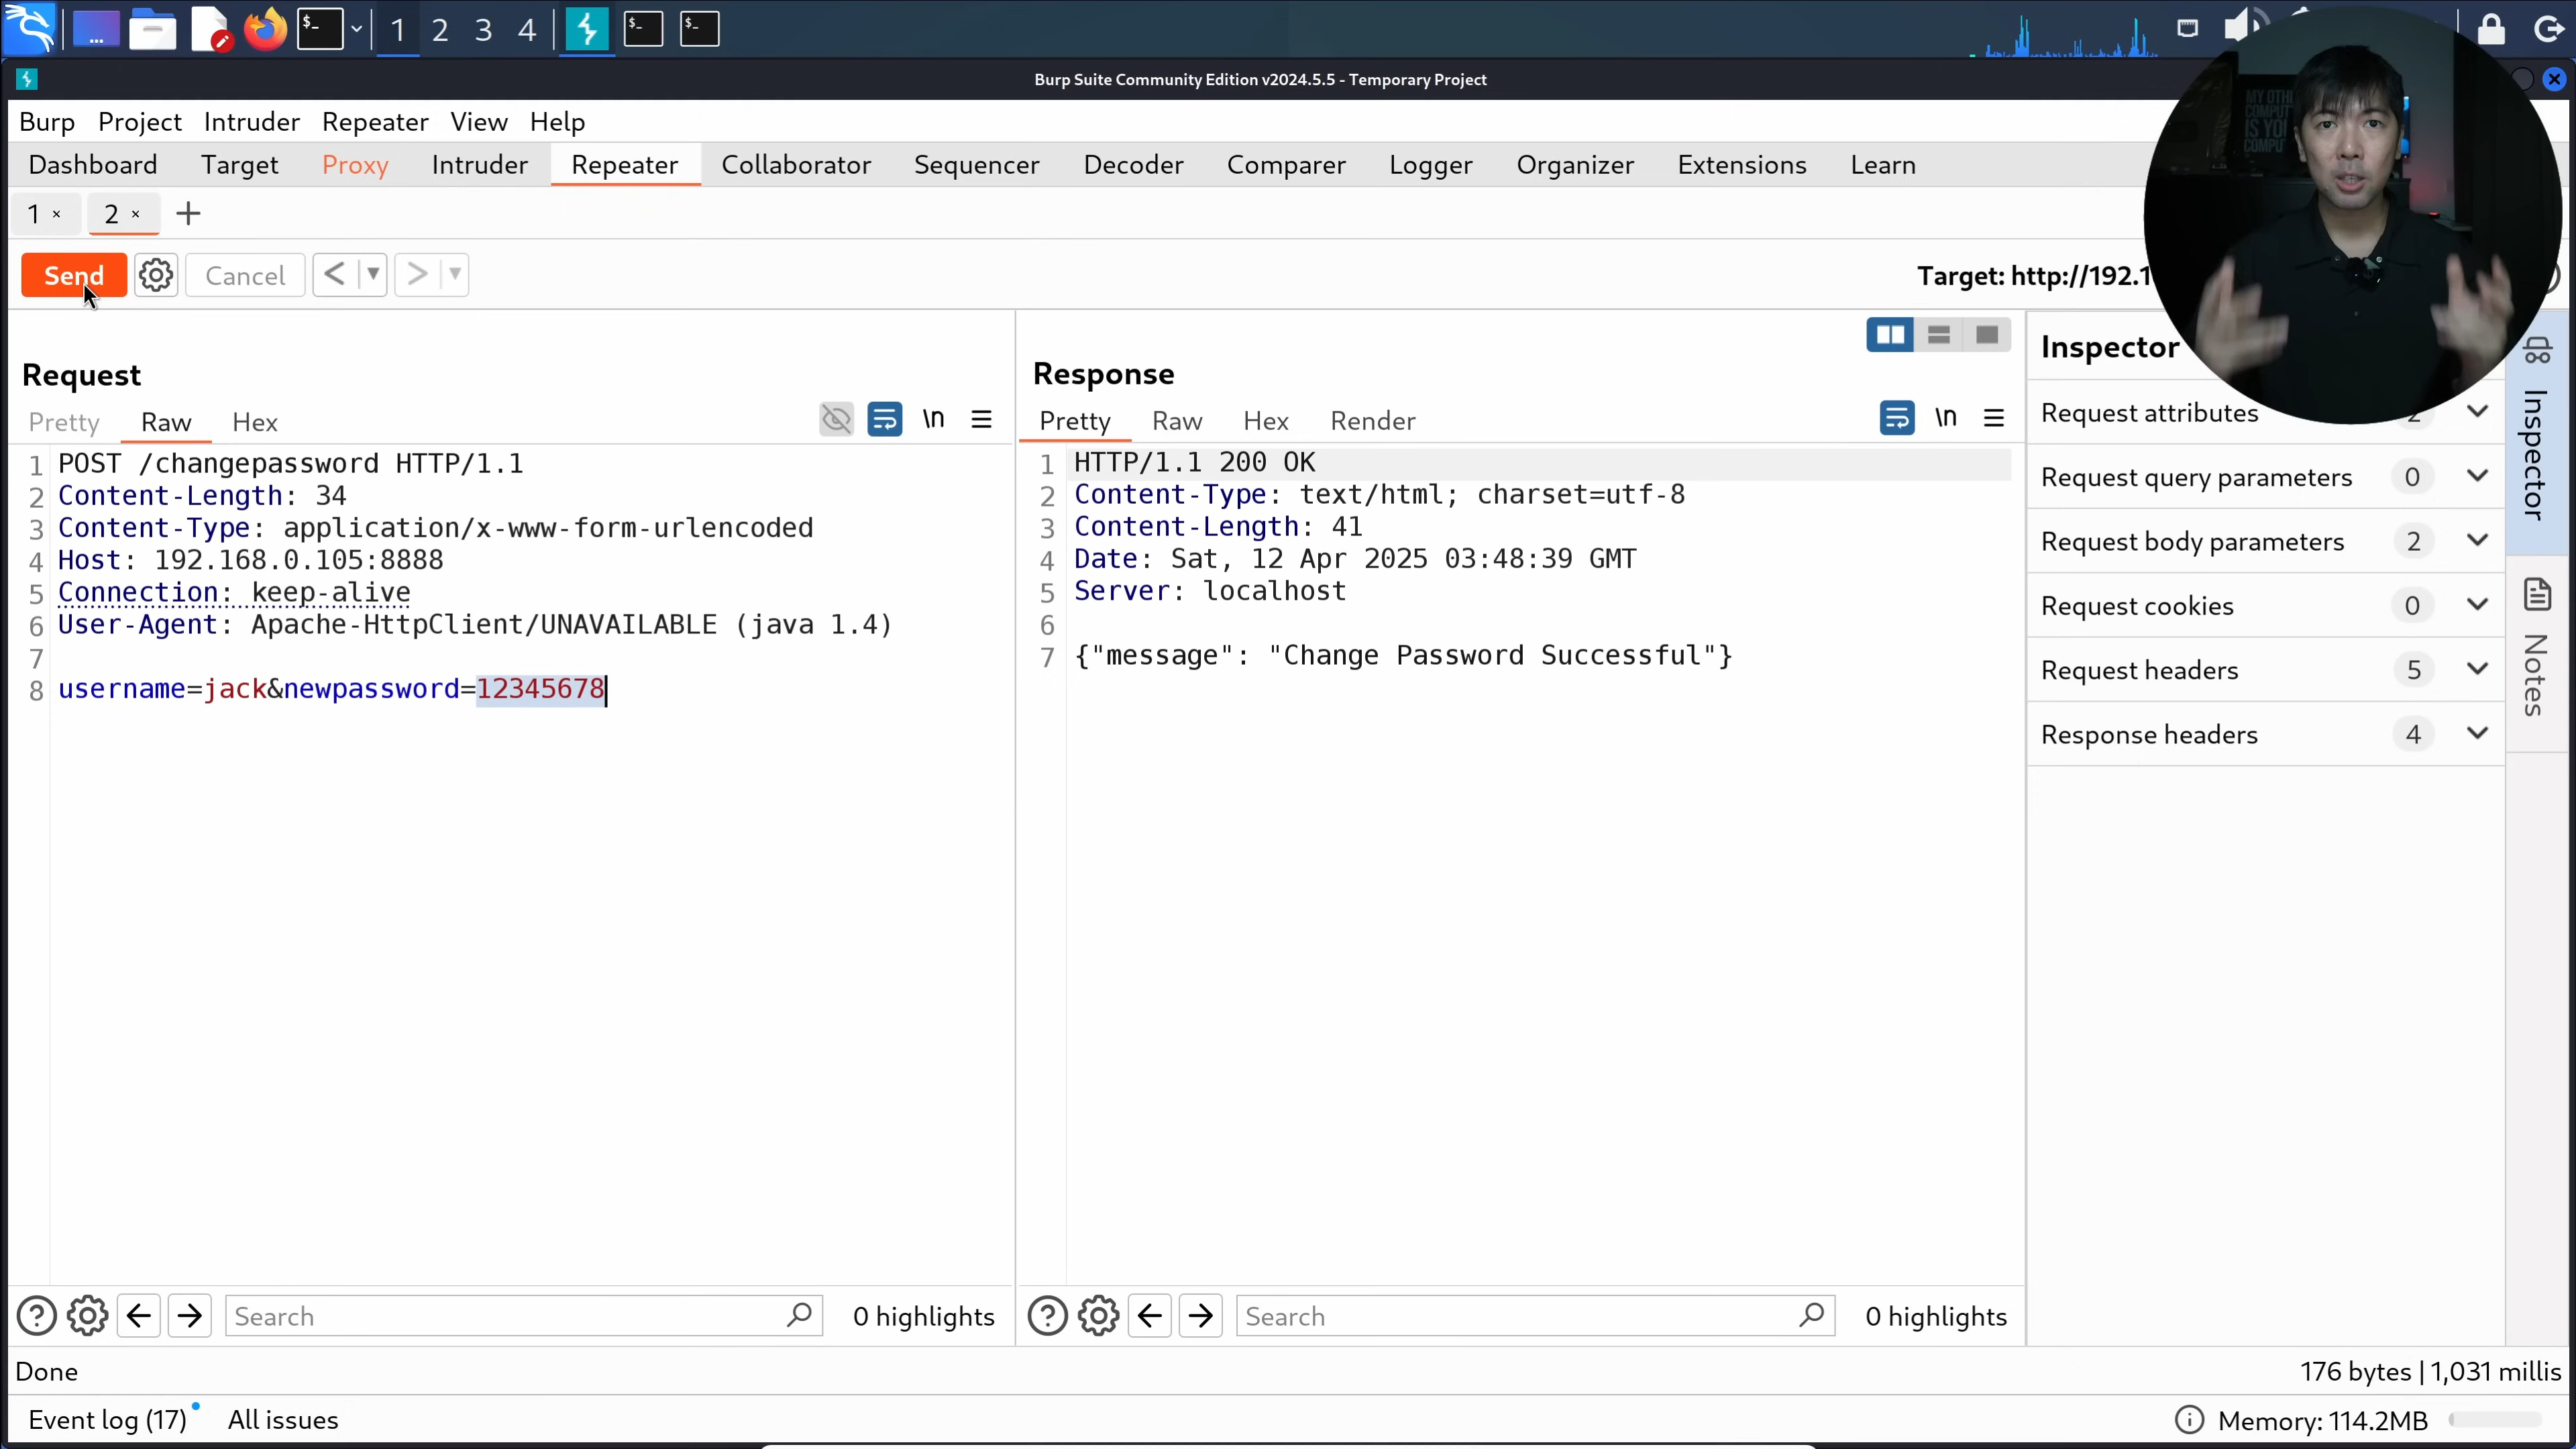 1 2 3 4
Burp Suite Community Edition v2024.5.5 - Temporary Project
Burp Project Intruder Repeater View Help
Dashboard Target Proxy Intruder Repeater Collaborator Sequencer Decoder Comparer Logger Organizer Extensions Learn
1 × 2 × +
Send Cancel < >
Target: http://192.1
MY OTH
COMPUT
IS YO
COMPU
Request
Pretty Raw Hex \n
1 POST /changepassword HTTP/1.1
2 Content-Length: 34
3 Content-Type: application/x-www-form-urlencoded
4 Host: 192.168.0.105:8888
5 Connection: keep-alive
6 User-Agent: Apache-HttpClient/UNAVAILABLE (java 1.4)
7
8 username=jack&newpassword=12345678
Response
Pretty Raw Hex Render \n
1 HTTP/1.1 200 OK
2 Content-Type: text/html; charset=utf-8
3 Content-Length: 41
4 Date: Sat, 12 Apr 2025 03:48:39 GMT
5 Server: localhost
6
7 {"message": "Change Password Successful"}
Inspector
Request attributes 2
Request query parameters 0
Request body parameters 2
Request cookies 0
Request headers 5
Response headers 4
Inspector
Notes
Search 0 highlights
Search 0 highlights
Done
176 bytes | 1,031 millis
Event log (17) All issues
Memory: 114.2MB